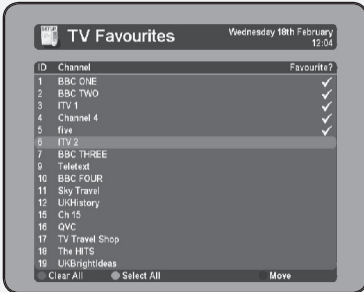 SETUP
TV Favourites
Wednesday 18th February
12:04
ID Channel Favourite?
1 BBC ONE
2 BBC TWO
3 ITV 1
4 Channel 4
5 five
6 ITV 2
7 BBC THREE
9 Teletext
10 BBC FOUR
11 Sky Travel
12 UKHistory
15 Ch 15
16 QVC
17 TV Travel Shop
18 The HITS
19 UKBrightIdeas
Clear All Select All Move